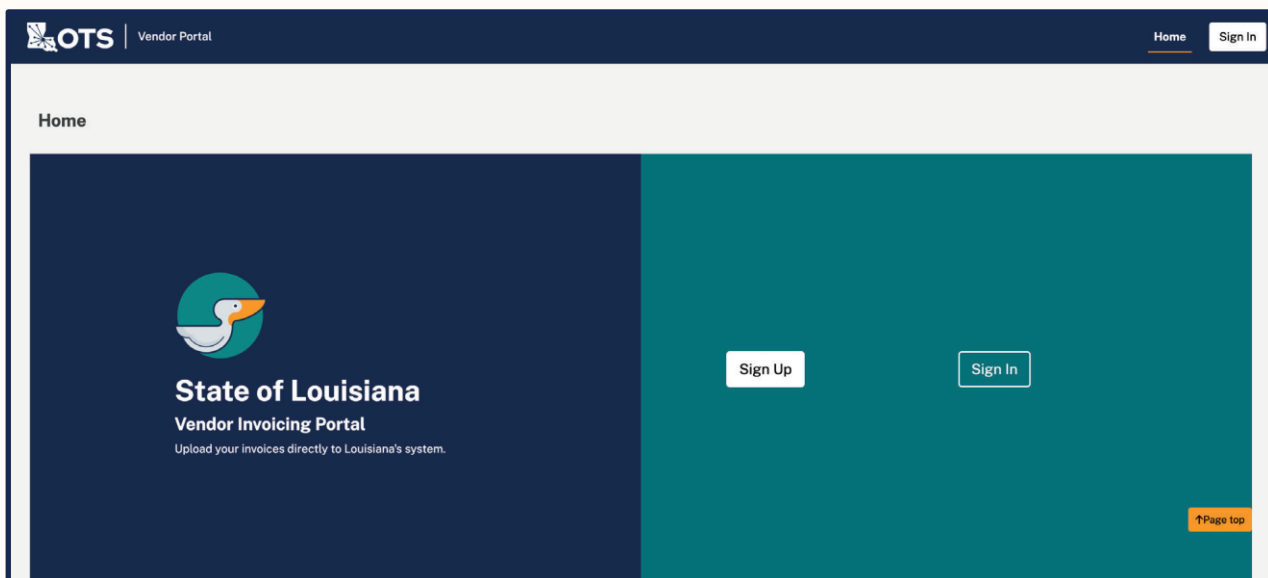 OTS Vendor Portal Home Sign In
Home
State of Louisiana
Vendor Invoicing Portal
Upload your invoices directly to Louisiana's system.
Sign Up Sign In
↑Page top